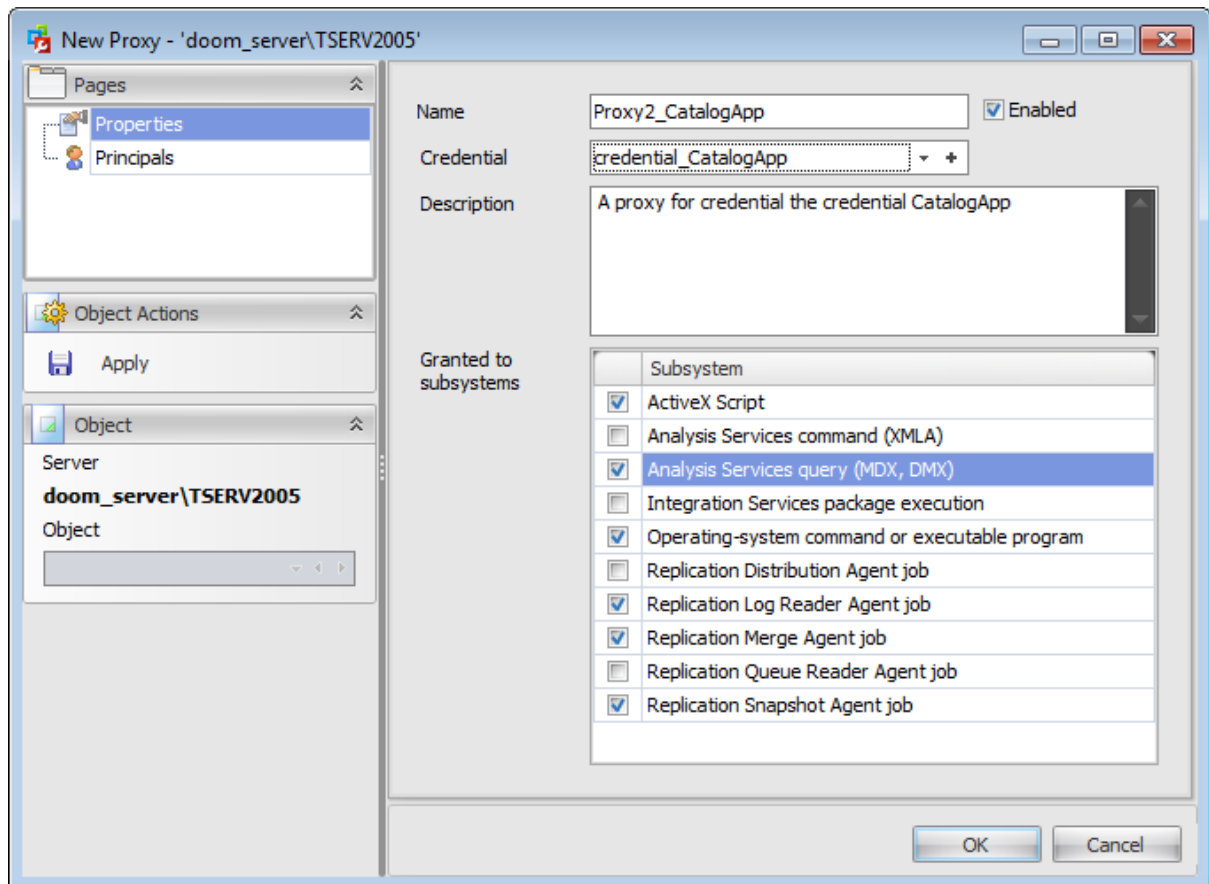 New Proxy - 'doom_server\TSERV2005'
Pages
Properties
Principals
Object Actions
Apply
Object
Server
doom_server\TSERV2005
Object
Name
Proxy2_CatalogApp
Enabled
Credential
credential_CatalogApp
Description
A proxy for credential the credential CatalogApp
Granted to
subsystems
Subsystem
ActiveX Script
Analysis Services command (XMLA)
Analysis Services query (MDX, DMX)
Integration Services package execution
Operating-system command or executable program
Replication Distribution Agent job
Replication Log Reader Agent job
Replication Merge Agent job
Replication Queue Reader Agent job
Replication Snapshot Agent job
OK
Cancel